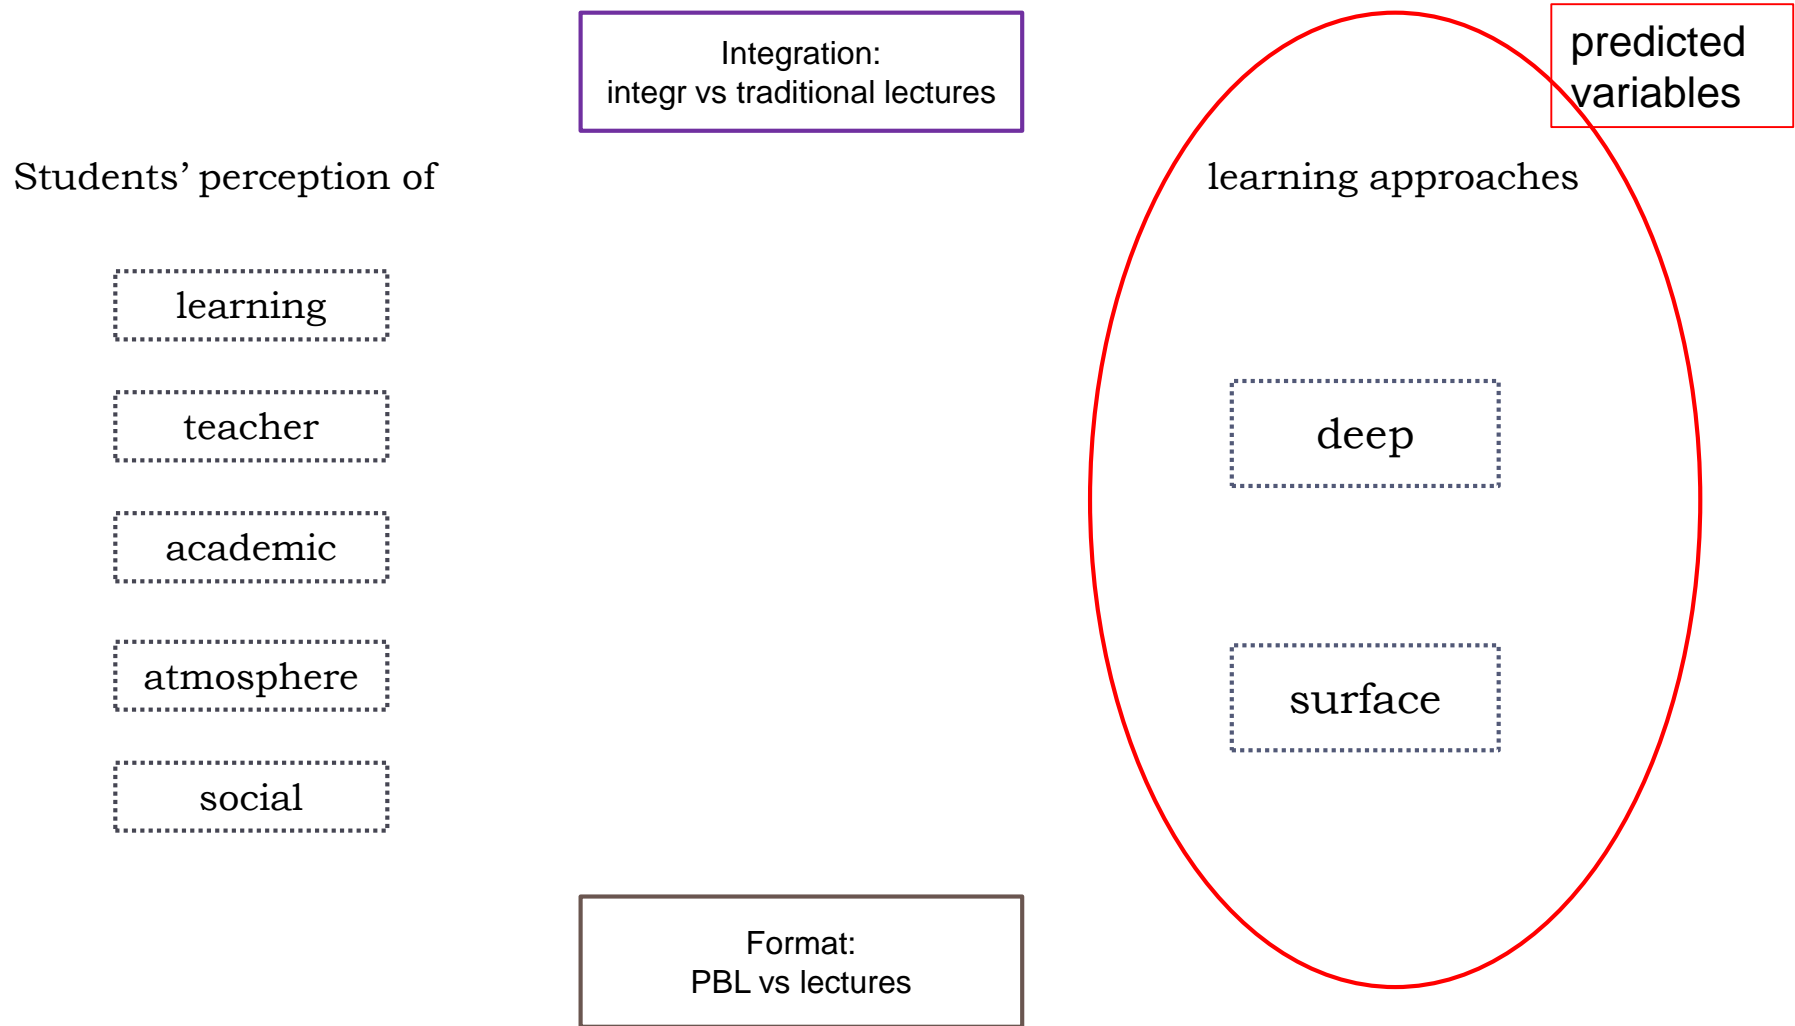 Integration:
integr vs traditional lectures
predicted
variables
Students’ perception of
learning approaches
learning
teacher
academic
atmosphere
social
deep
surface
Format:
PBL vs lectures